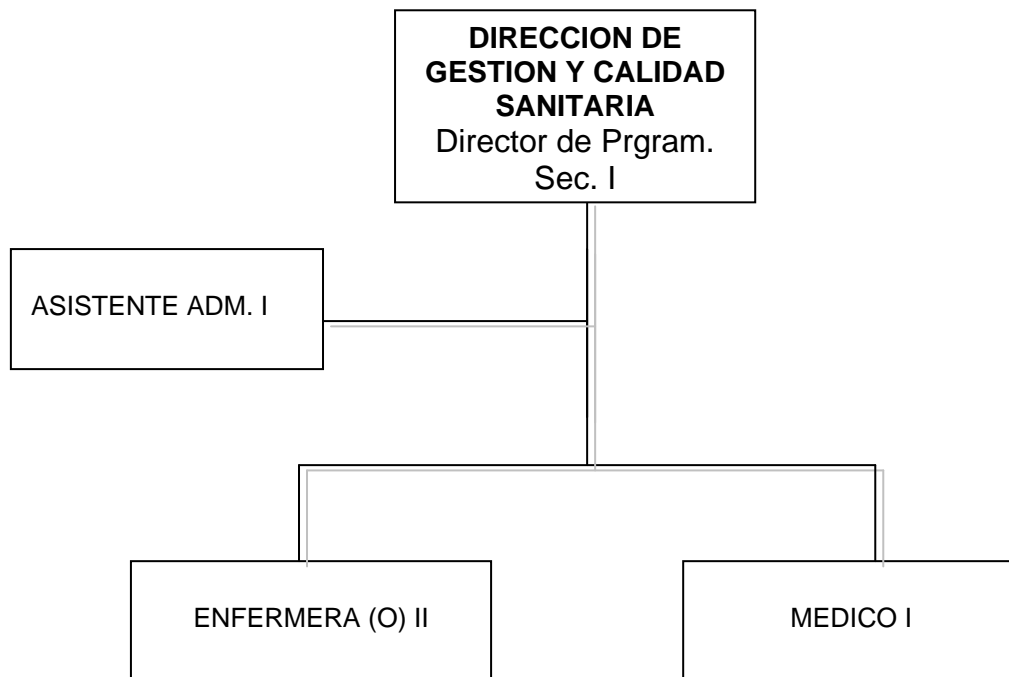 DIRECCION DE
GESTION Y CALIDAD
SANITARIA
Director de Prgram.
Sec. I
ASISTENTE ADM. I
ENFERMERA (O) II
MEDICO I